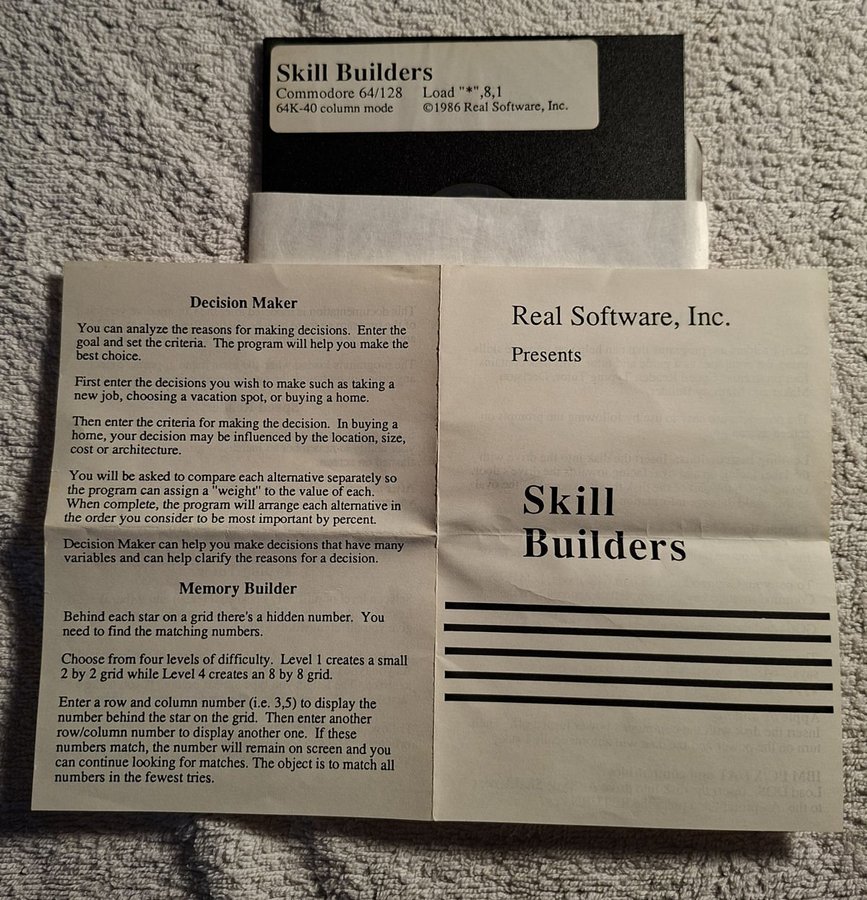 Skill Builders
Commodore 64/128 Load "*",8,1
64K-40 column mode ©1986 Real Software, Inc.
Decision Maker
You can analyze the reasons for making decisions. Enter the
goal and set the criteria. The program will help you make the
best choice.
First enter the decisions you wish to make such as taking a
new job, choosing a vacation spot, or buying a home.
Then enter the criteria for making the decision. In buying a
home, your decision may be influenced by the location, size,
cost or architecture.
You will be asked to compare each alternative separately so
the program can assign a "weight" to the value of each.
When complete, the program will arrange each alternative in
the order you consider to be most important by percent.
Decision Maker can help you make decisions that have many
variables and can help clarify the reasons for a decision.
Memory Builder
Behind each star on a grid there's a hidden number. You
need to find the matching numbers.
Choose from four levels of difficulty. Level 1 creates a small
2 by 2 grid while Level 4 creates an 8 by 8 grid.
Enter a row and column number (i.e. 3,5) to display the
number behind the star on the grid. Then enter another
row/column number to display another one. If these
numbers match, the number will remain on screen and you
can continue looking for matches. The object is to match all
numbers in the fewest tries.
Real Software, Inc.
Presents
Skill
Builders